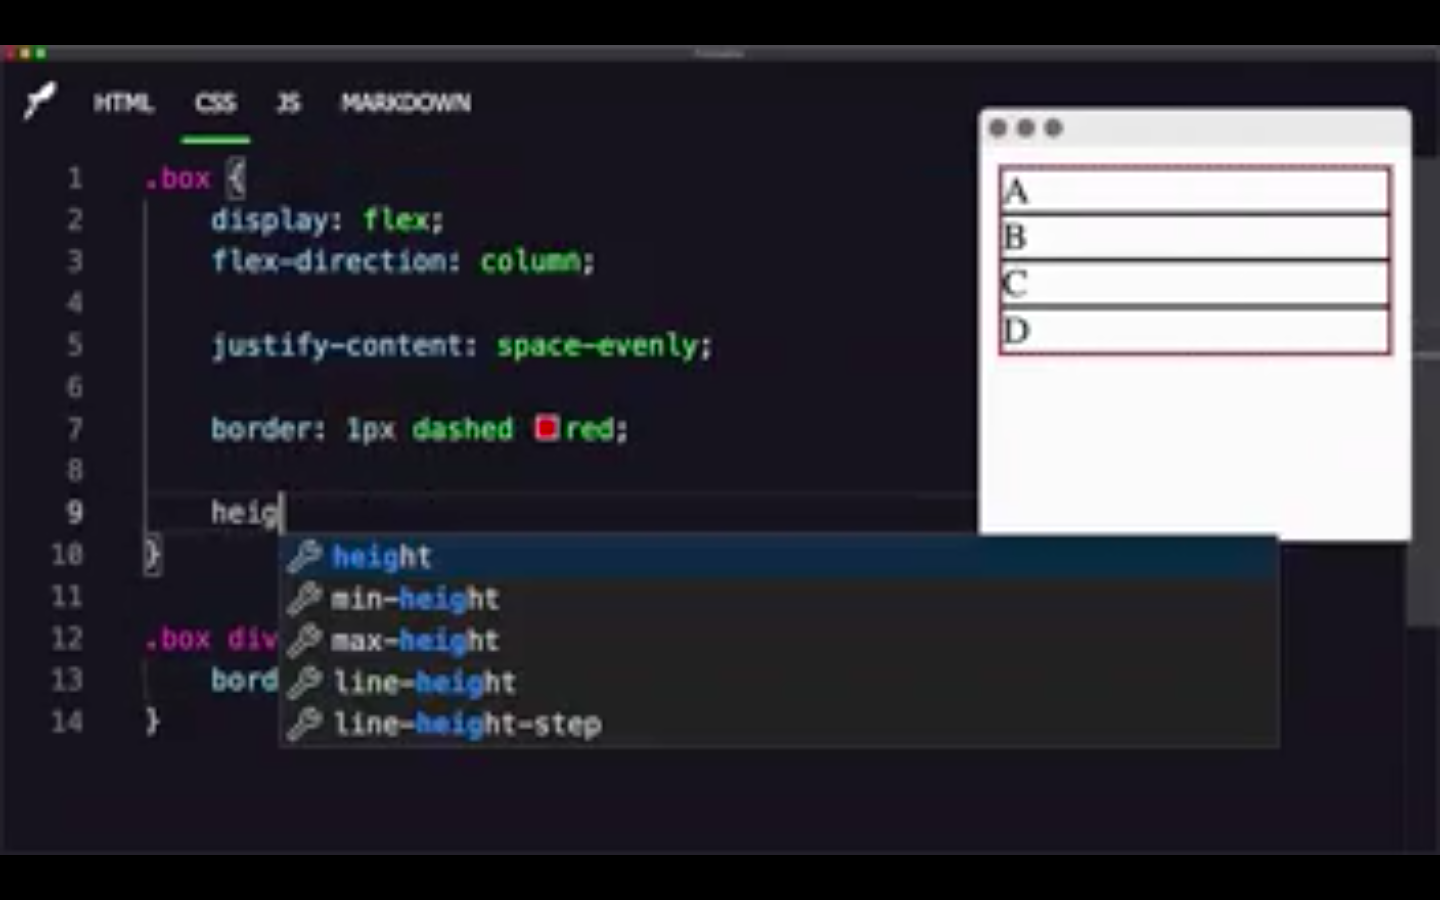 HTML CSS JS MARKDOWN
1 .box {
2 display: flex;
3 flex-direction: column;
4
5 justify-content: space-evenly;
6
7 border: 1px dashed red;
8
9 heig
10 }
11
12 .box div
13 bord
14 }
height
min-height
max-height
line-height
line-height-step
A
B
C
D